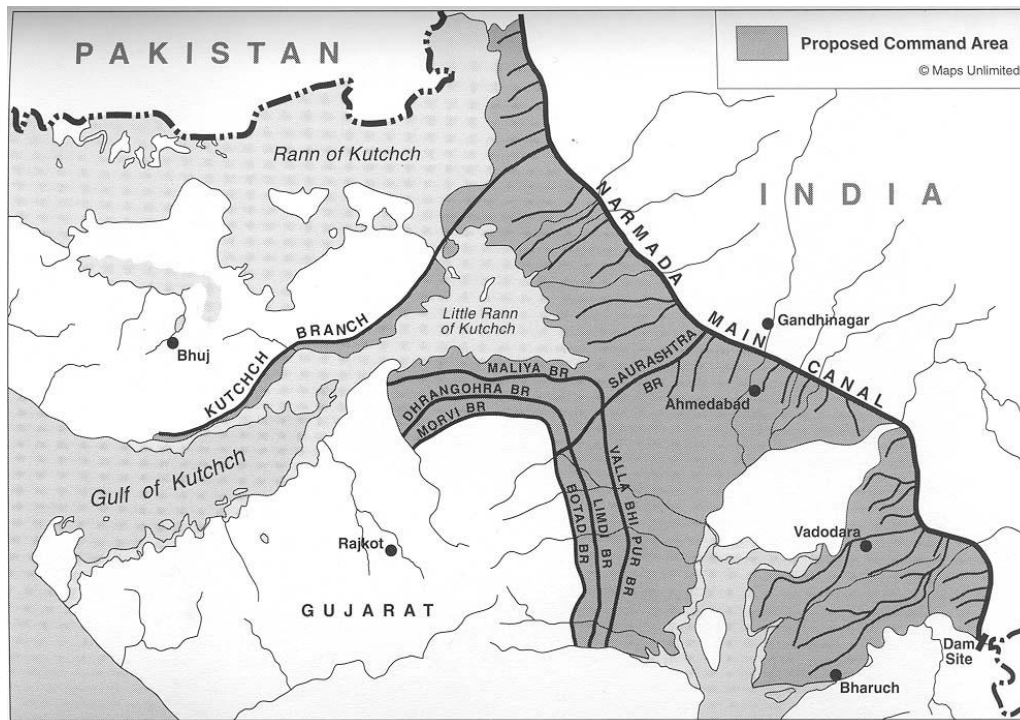 PAKISTAN
Proposed Command Area
© Maps Unlimited
Rann of Kutchch
INDIA
NARMADA MAIN CANAL
Little Rann
of Kutchch
Gandhinagar
Bhuj
KUTCHCH BRANCH
SAURASHTRA
BR
MALIYA BR
DHRANGOHRA BR
MORVI BR
Ahmedabad
Gulf of Kutchch
VALLA BHI PUR BR
LIMDI BR
BOTAD BR
Rajkot
Vadodara
GUJARAT
Dam
Site
Bharuch